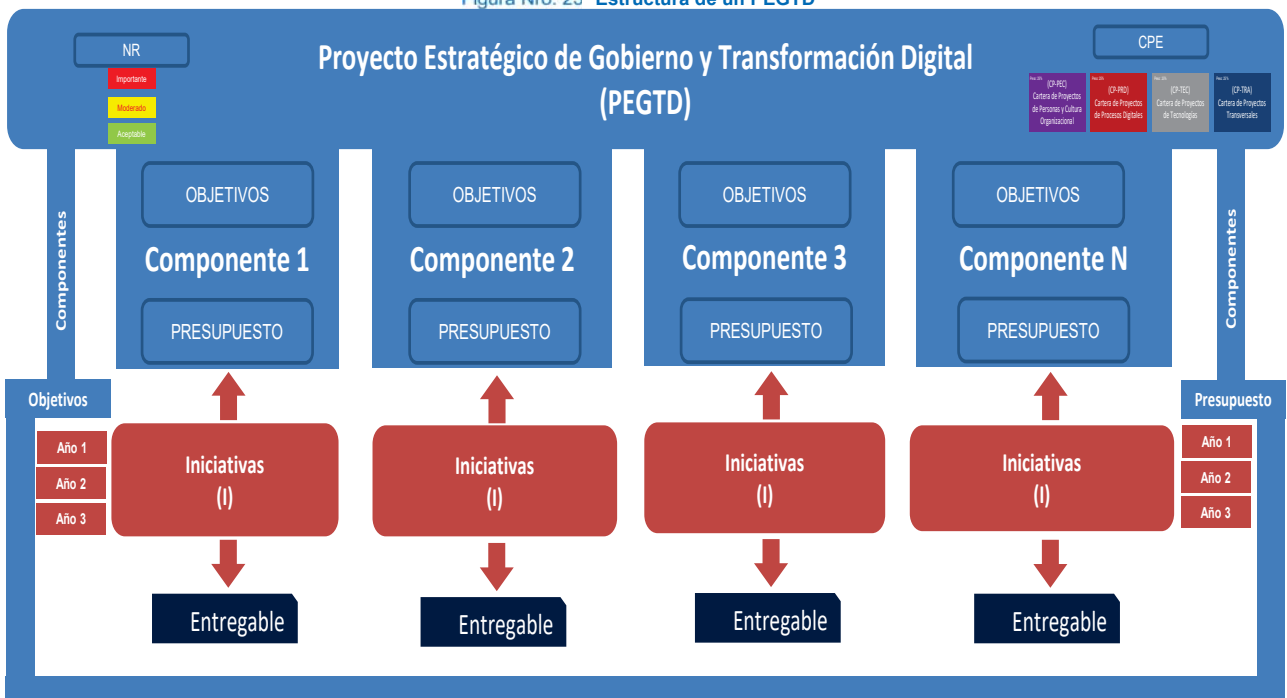 Figura Nro. 25 Estructura de un PEGTD
NR
Importante
Moderado
Aceptable
Proyecto Estratégico de Gobierno y Transformación Digital
(PEGTD)
CPE
(CP-PEC)
Cartera de Proyectos
de Personas y Cultura
Organizacional
(CP-PRD)
Cartera de Proyectos
de Procesos Digitales
(CP-TEC)
Cartera de Proyectos
de Tecnologías
(CP-TRA)
Cartera de Proyectos
Transversales
Componentes
OBJETIVOS
Componente 1
PRESUPUESTO
OBJETIVOS
Componente 2
PRESUPUESTO
OBJETIVOS
Componente 3
PRESUPUESTO
OBJETIVOS
Componente N
PRESUPUESTO
Componentes
Objetivos
Año 1
Año 2
Año 3
Iniciativas
(I)
Iniciativas
(I)
Iniciativas
(I)
Iniciativas
(I)
Presupuesto
Año 1
Año 2
Año 3
Entregable
Entregable
Entregable
Entregable